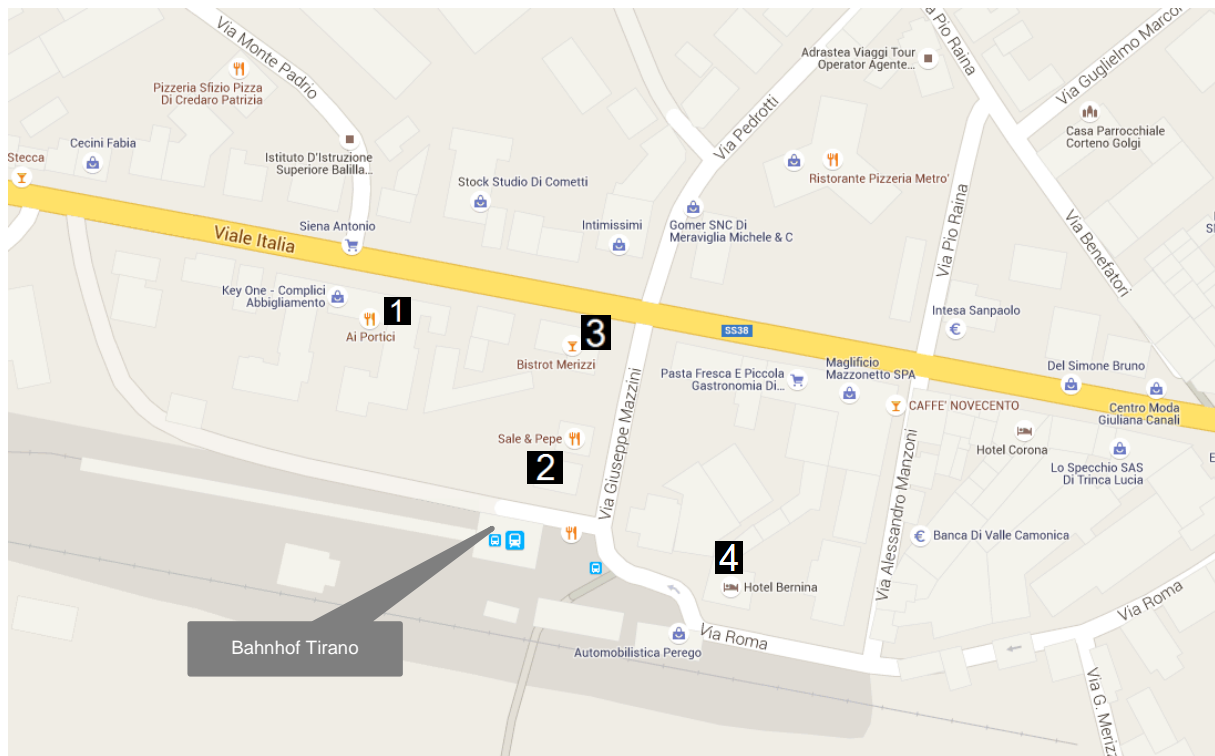 Via Monte Padrio
Pizzeria Sfizio Pizza
Di Credaro Patrizia
Cecini Fabia
Stecca
Istituto D'Istruzione
Superiore Balilla...
Viale Italia
Siena Antonio
Stock Studio Di Cometti
Intimissimi
Gomer SNC Di
Meraviglia Michele & C
Via Pedrotti
Adrastea Viaggi Tour
Operator Agente...
Ristorante Pizzeria Metro'
Via Pio Raina
Via Guglielmo Marconi
Casa Parrocchiale
Corteno Golgi
Via Pio Raina
Via Benefatori
Key One - Complici
Abbigliamento
1
Ai Portici
3
Bistrot Merizzi
SS38
Intesa Sanpaolo
Pasta Fresca E Piccola
Gastronomia Di...
Maglificio
Mazzonetto SPA
Del Simone Bruno
CAFFE' NOVECENTO
Centro Moda
Giuliana Canali
Hotel Corona
Lo Specchio SAS
Di Trinca Lucia
Via Giuseppe Mazzini
Sale & Pepe
2
Via Alessandro Manzoni
Banca Di Valle Camonica
4
Hotel Bernina
Bahnhof Tirano
Via Roma
Automobilistica Perego
Via Roma
Via G. Merizz